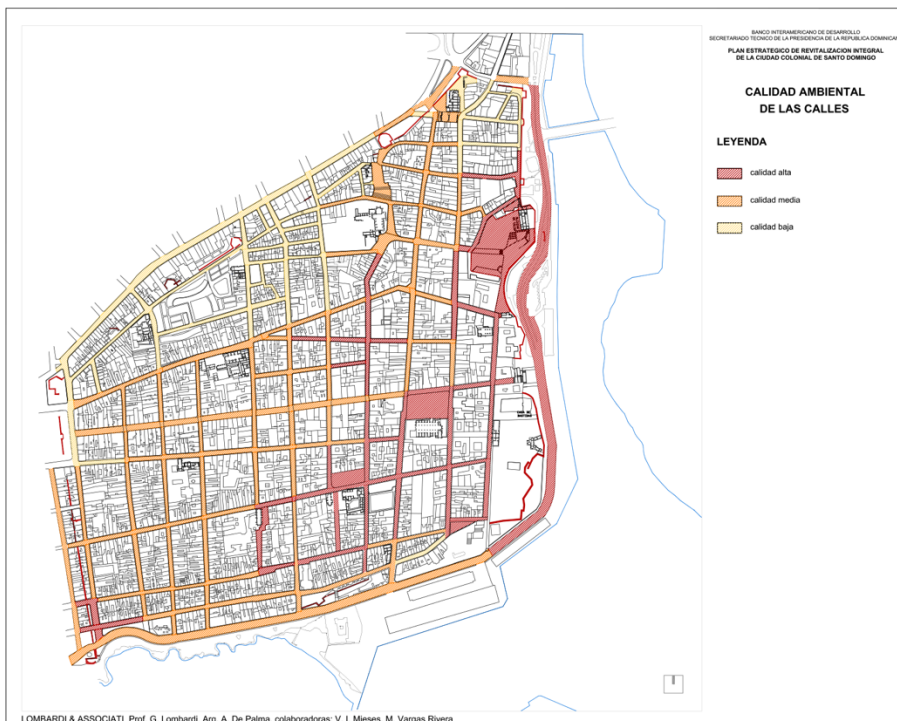 BANCO INTERAMERICANO DE DESARROLLO
SECRETARIADO TECNICO DE LA PRESIDENCIA DE LA REPUBLICA DOMINICAN
PLAN ESTRATEGICO DE REVITALIZACION INTEGRAL
DE LA CIUDAD COLONIAL DE SANTO DOMINGO
CALIDAD AMBIENTAL
DE LAS CALLES
LEYENDA
calidad alta
calidad media
calidad baja
LOMBARDI & ASSOCIATI, Prof. G. Lombardi, Arq. A. De Palma, colaboradoras: V. I. Mieses, M. Vargas Rivera